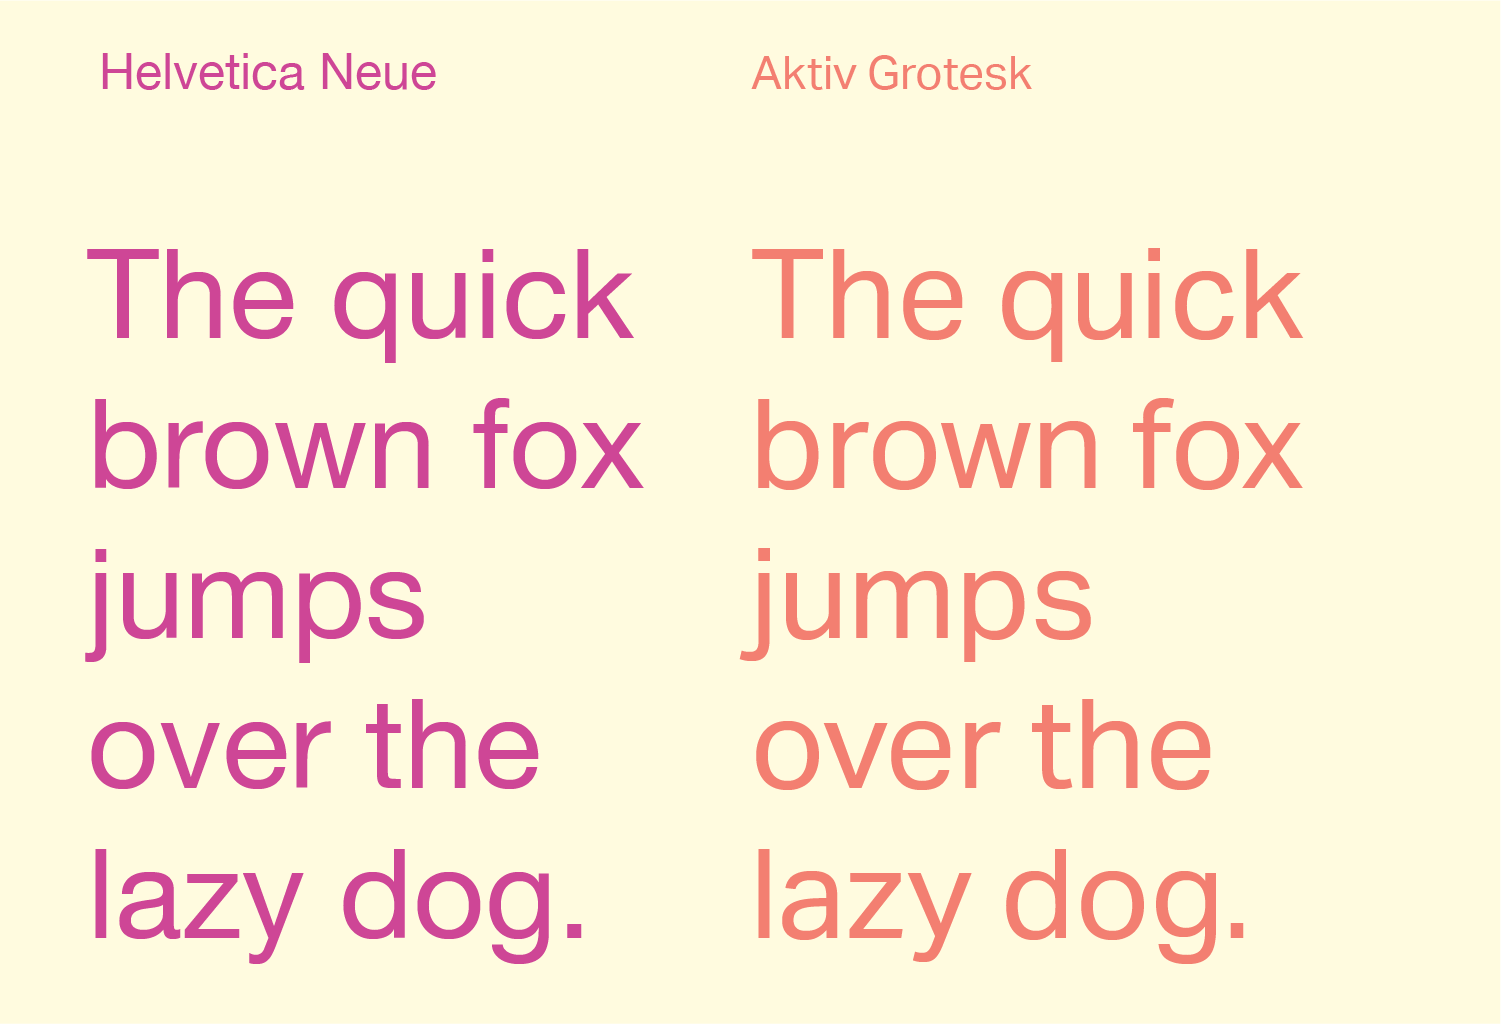 Helvetica Neue
The quick
brown fox
jumps
over the
lazy dog.
Aktiv Grotesk
The quick
brown fox
jumps
over the
lazy dog.